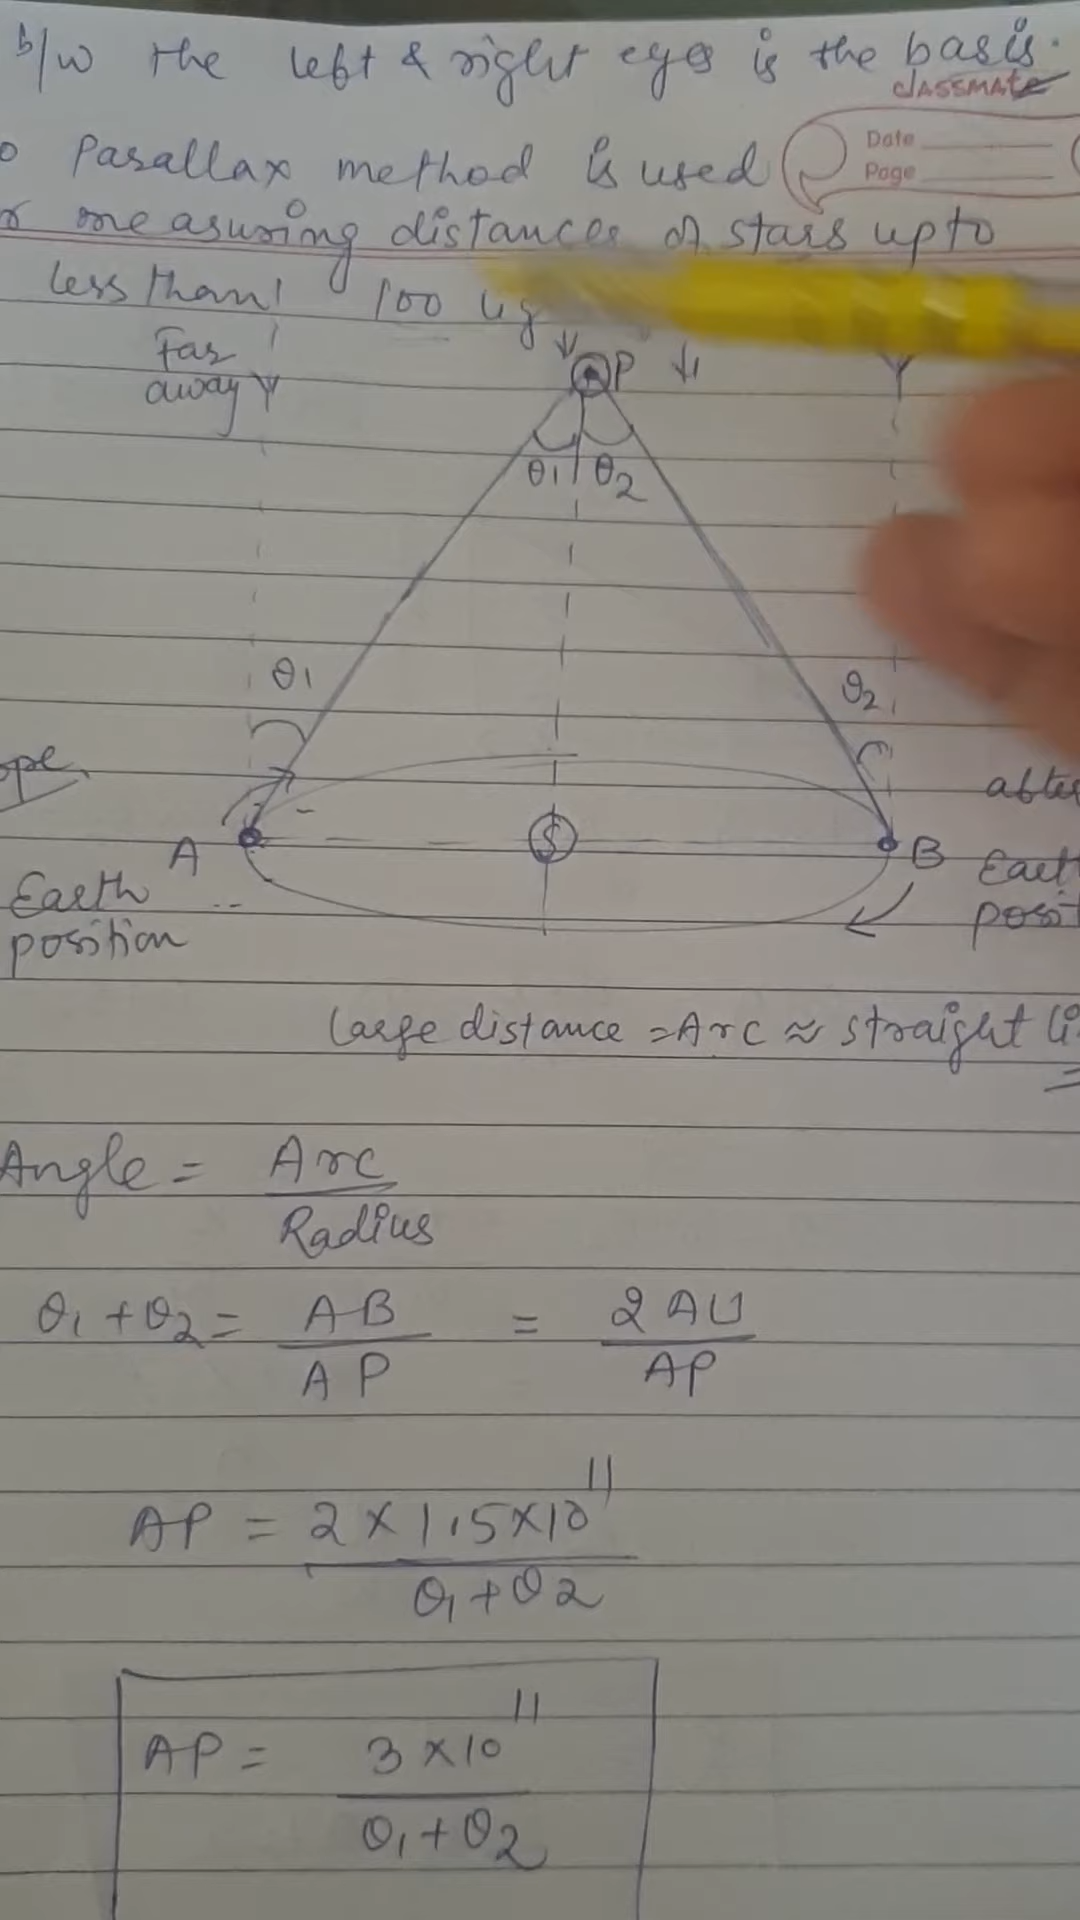 b/w the left & right eyes is the basis.
CLASSMATE
Date
Page
Parallax method is used
measuring distances of stars upto
less than 100
Far
away
P
θ1 θ2
θ1
θ2
A
S
B
Earth
position
large distance = Arc ≈ straight
Angle = Arc
Radius
θ1 + θ2 = AB = 2 AU
AP AP
AP = 2 × 1.5 × 10^11
θ1 + θ2
AP = 3 × 10^11
θ1 + θ2